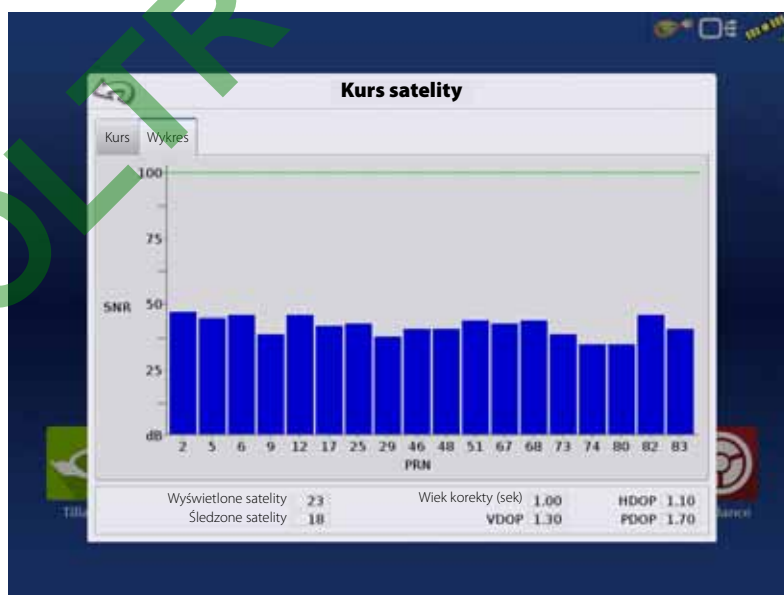 Kurs satelity
Kurs Wykres
100
75
SNR 50
25
dB
2 5 6 9 12 17 25 29 46 48 51 67 68 73 74 80 82 83
PRN
Wyświetlone satelity 23 Wiek korekty (sek) 1.00 HDOP 1.10
Śledzone satelity 18 VDOP 1.30 PDOP 1.70